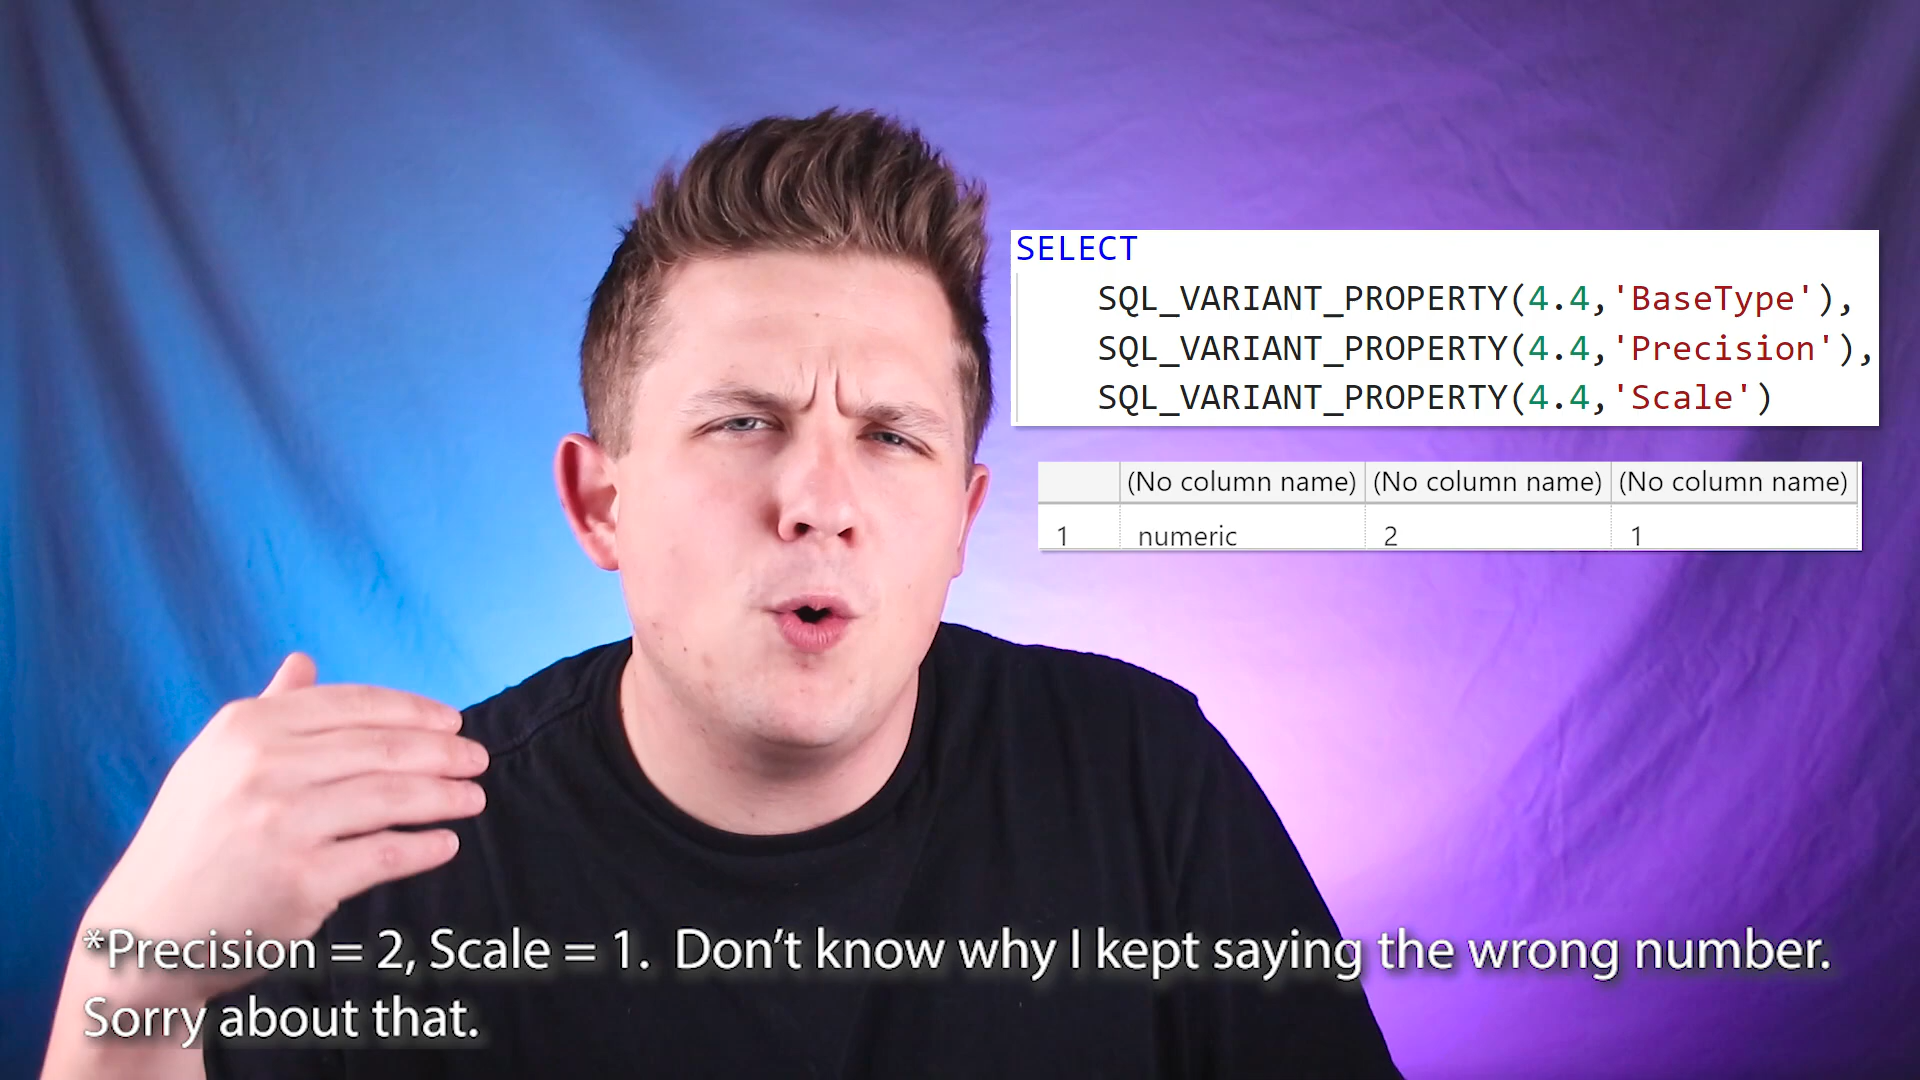 SELECT
SQL_VARIANT_PROPERTY(4.4,'BaseType'),
SQL_VARIANT_PROPERTY(4.4,'Precision'),
SQL_VARIANT_PROPERTY(4.4,'Scale')
(No column name) (No column name) (No column name)
1 numeric 2 1
*Precision = 2, Scale = 1. Don't know why I kept saying the wrong number.
Sorry about that.